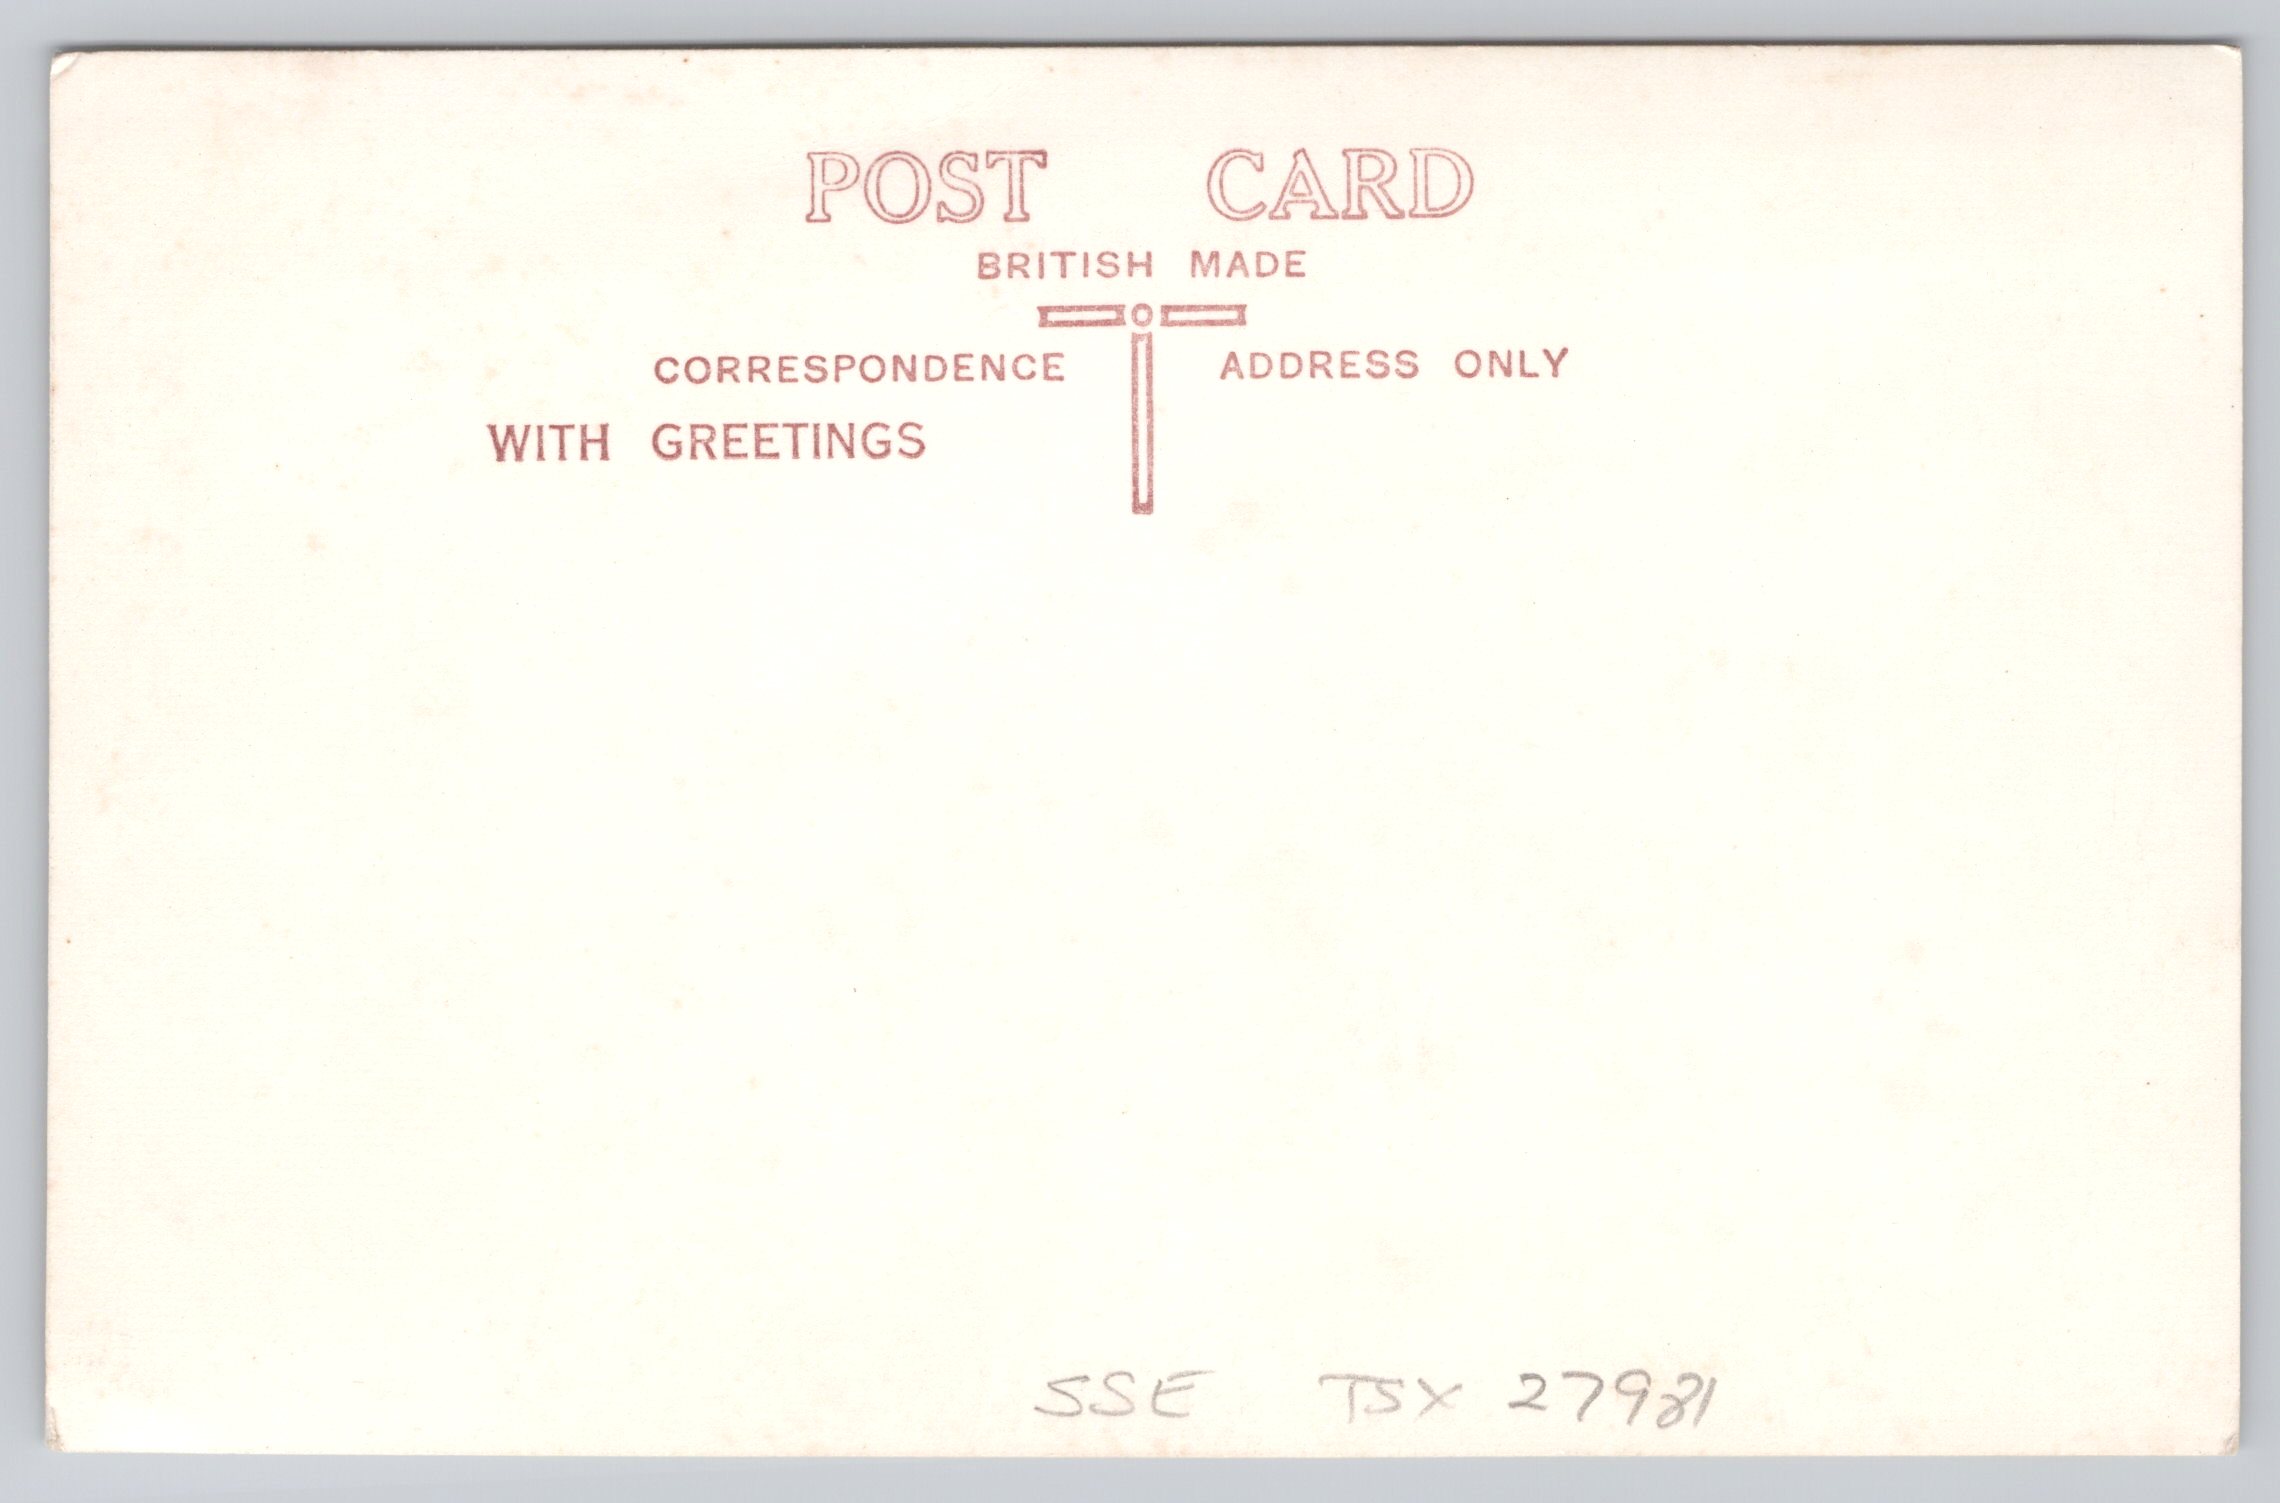 POST CARD
BRITISH MADE
CORRESPONDENCE ADDRESS ONLY
WITH GREETINGS
SSE TSX 27981